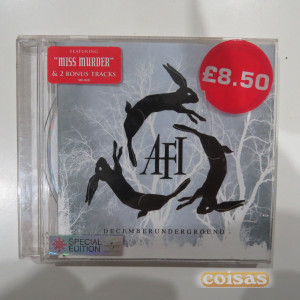 FEATURING
"MISS MURDER"
& 2 BONUS TRACKS
£8.50
AFI
DECEMBERUNDERGROUND
SPECIAL
EDITION
coisas